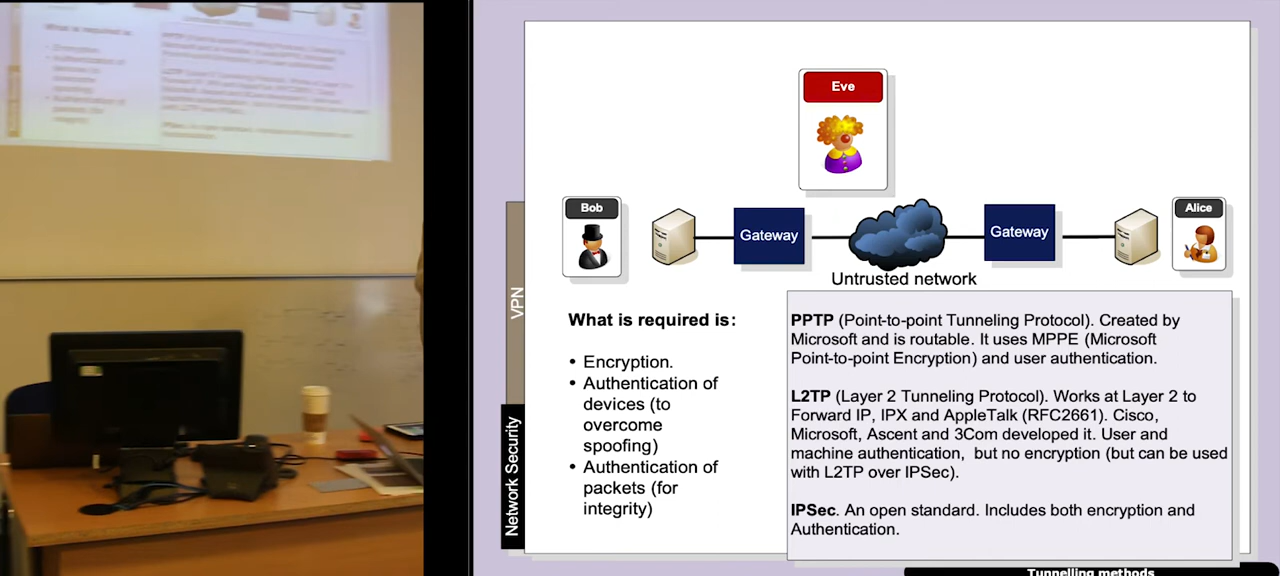 Eve
Bob
Gateway
Gateway
Alice
Untrusted network
VPN
Network Security
What is required is:
• Encryption.
• Authentication of
devices (to
overcome
spoofing)
• Authentication of
packets (for
integrity)
PPTP (Point-to-point Tunneling Protocol). Created by
Microsoft and is routable. It uses MPPE (Microsoft
Point-to-point Encryption) and user authentication.
L2TP (Layer 2 Tunneling Protocol). Works at Layer 2 to
Forward IP, IPX and AppleTalk (RFC2661). Cisco,
Microsoft, Ascent and 3Com developed it. User and
machine authentication, but no encryption (but can be used
with L2TP over IPSec).
IPSec. An open standard. Includes both encryption and
Authentication.
Tunnelling methods
What is required is: